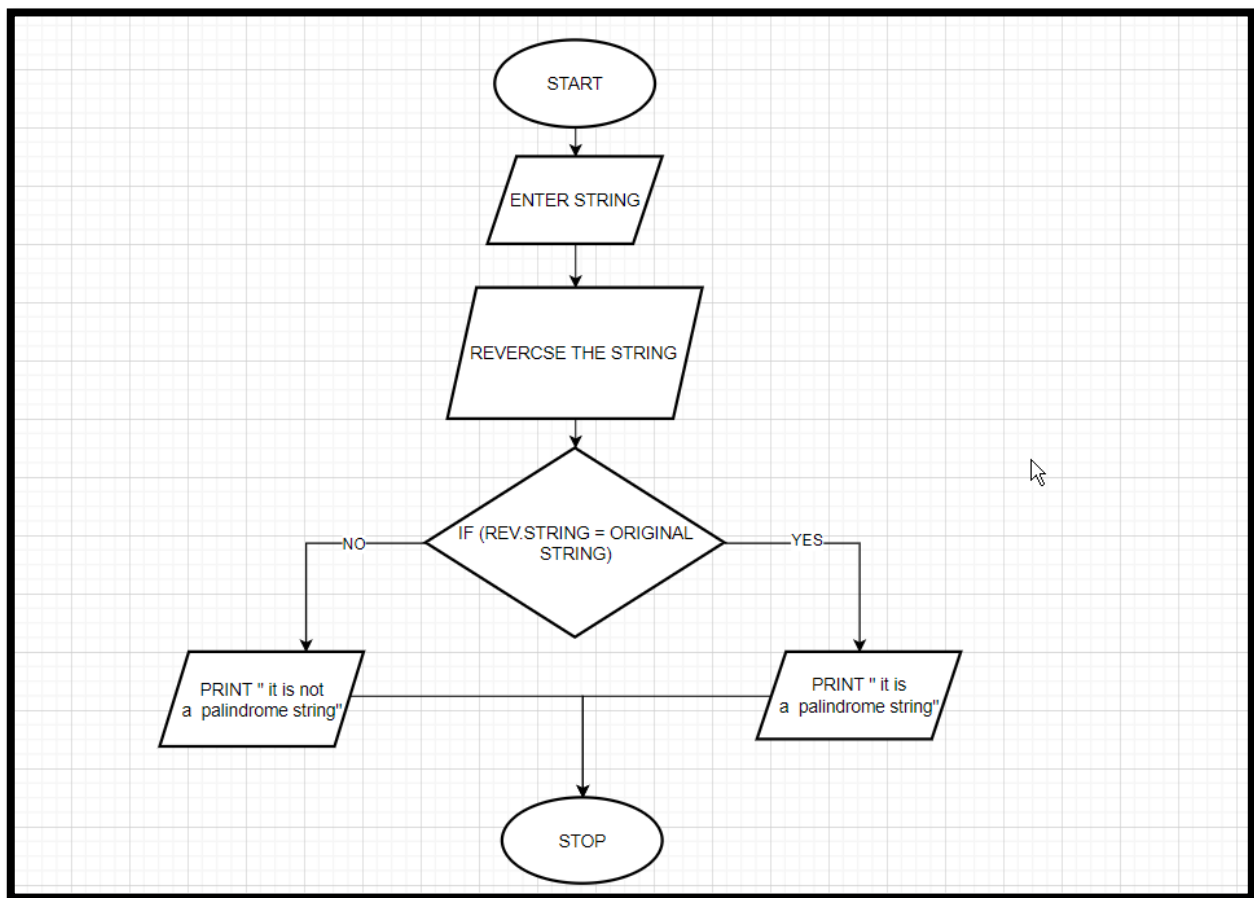 START
ENTER STRING
REVERCSE THE STRING
IF (REV.STRING = ORIGINAL
STRING)
NO
YES
PRINT " it is not
a palindrome string"
PRINT " it is
a palindrome string"
STOP